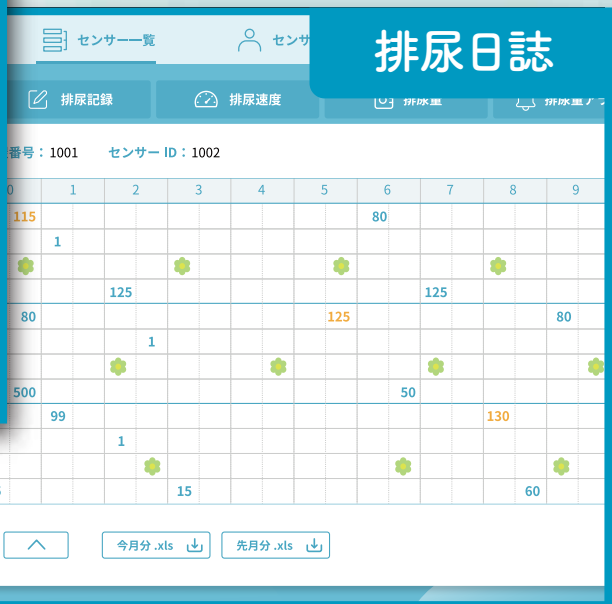 排尿日誌
センサー一覧 センサ
排尿記録 排尿速度 排尿量 排尿量ア
番号：1001 センサー ID：1002
0 1 2 3 4 5 6 7 8 9
115 80
1
125 125
80 125 80
1
500 50
99 130
1
15 60
今月分 .xls 先月分 .xls